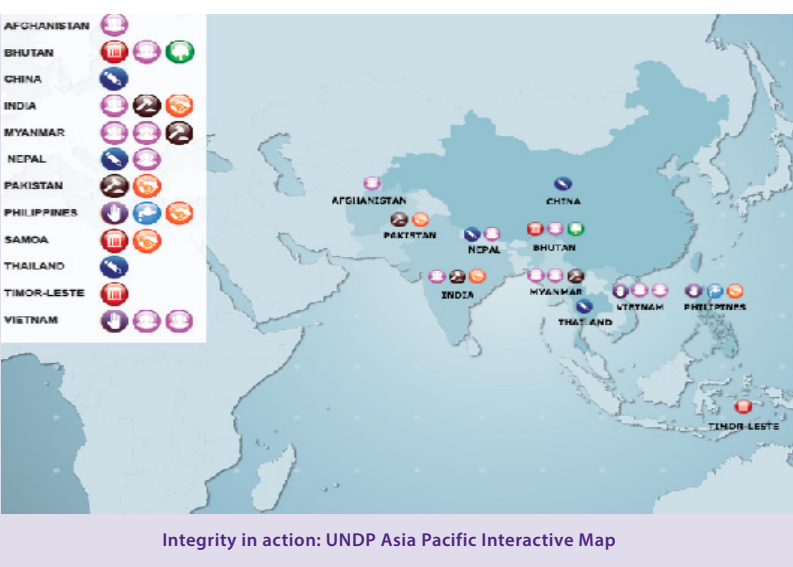 AFGHANISTAN
BHUTAN
CHINA
INDIA
MYANMAR
NEPAL
PAKISTAN
PHILIPPINES
SAMOA
THAILAND
TIMOR-LESTE
VIETNAM
AFGHANISTAN
CHINA
PAKISTAN
NEPAL
BHUTAN
INDIA
MYANMAR
VIETNAM
PHILIPINES
THAILAND
TIMOR-LESTE
Integrity in action: UNDP Asia Pacific Interactive Map